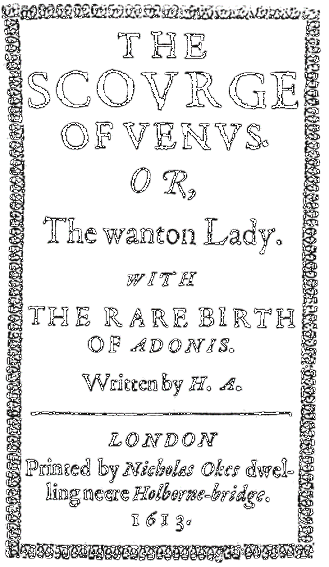 THE
SCOVRGE
OF VENVS.
OR,
The wanton Lady.
WITH
THE RARE BIRTH
OF ADONIS.
Written by H. A.
LONDON
Printed by Nicholas Okes dwel-
ling neere Holborne-bridge.
1613.